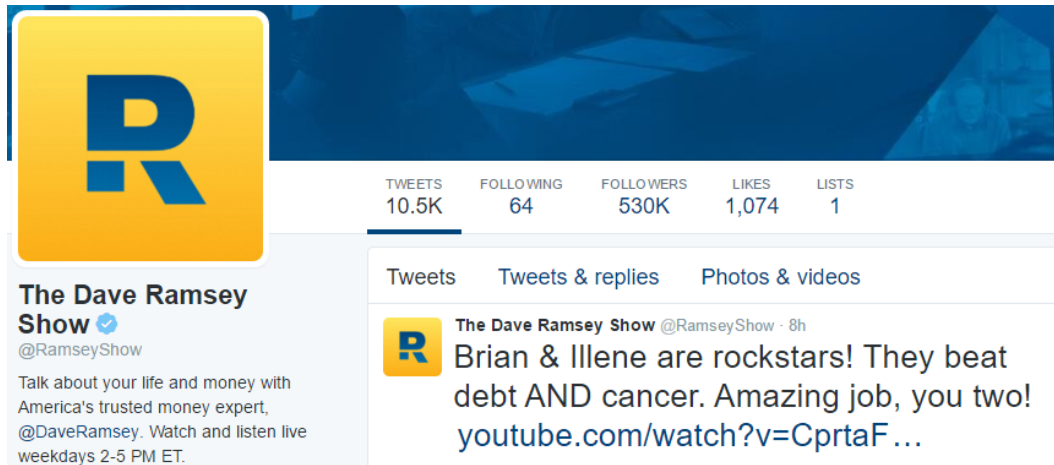 R
TWEETS FOLLOWING FOLLOWERS LIKES LISTS
10.5K 64 530K 1,074 1
The Dave Ramsey
Show
@RamseyShow
Talk about your life and money with
America's trusted money expert,
@DaveRamsey. Watch and listen live
weekdays 2-5 PM ET.
Tweets Tweets & replies Photos & videos
R
The Dave Ramsey Show @RamseyShow · 8h
Brian & Illene are rockstars! They beat
debt AND cancer. Amazing job, you two!
youtube.com/watch?v=CprtaF…